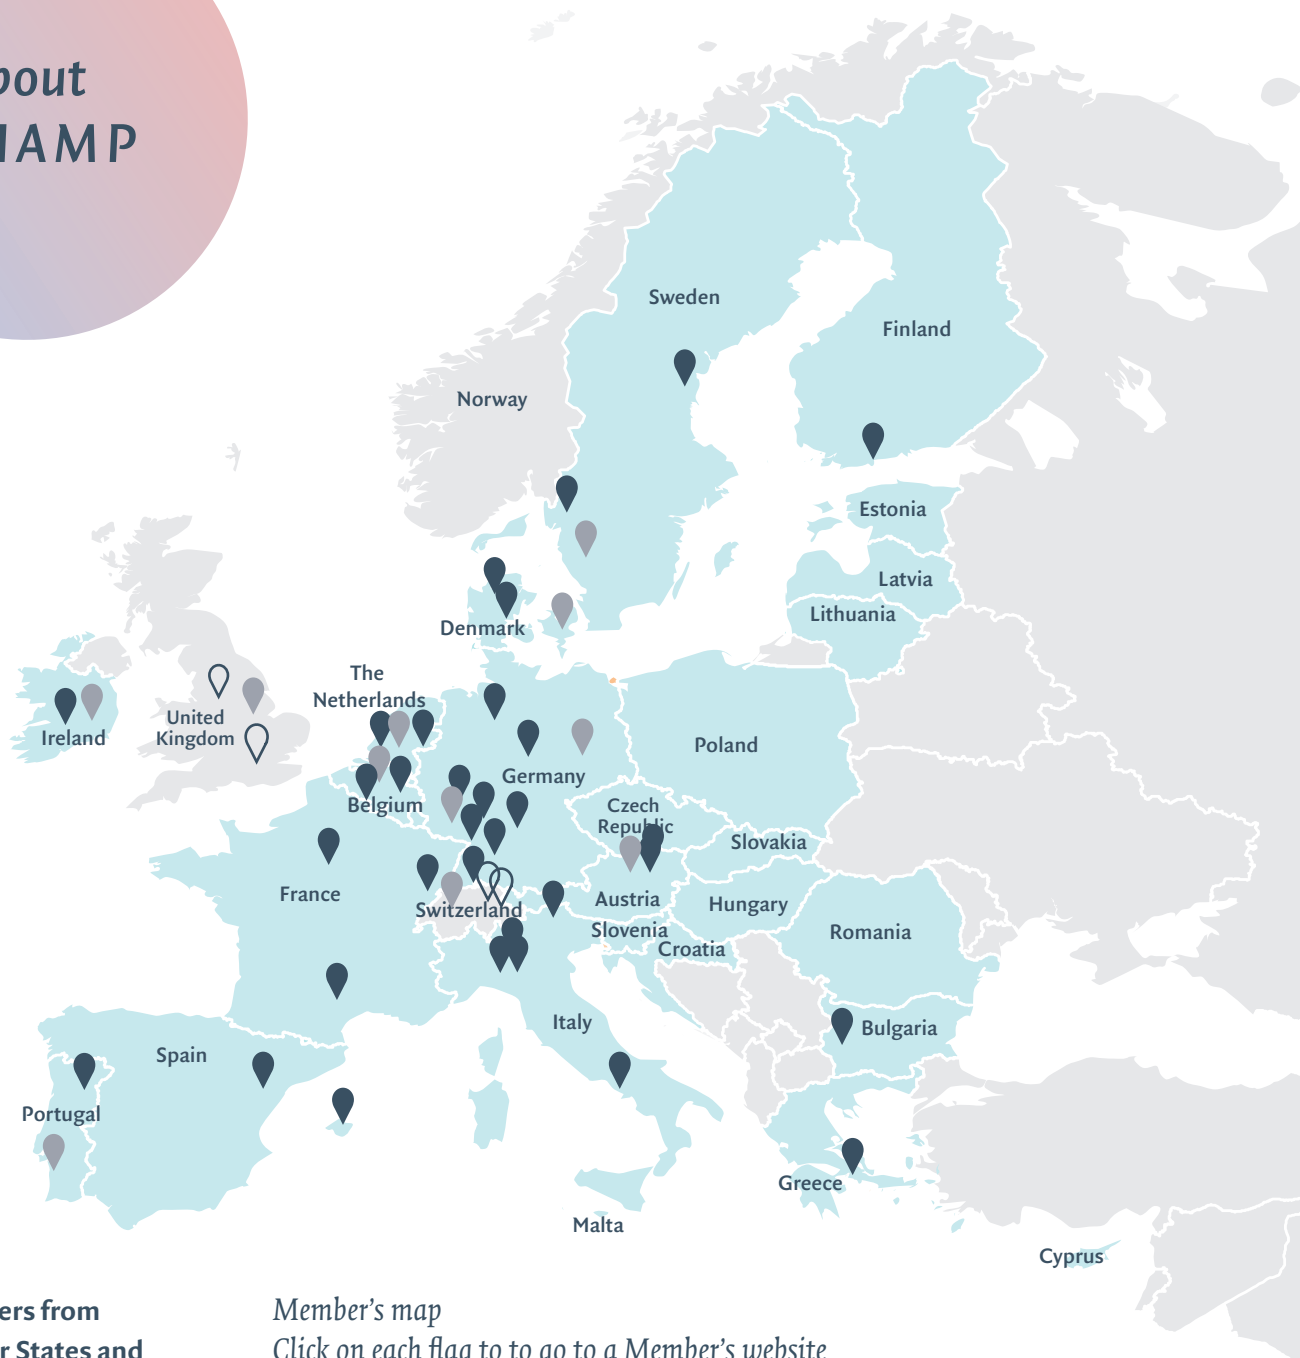 AMP
Sweden
Finland
Norway
Estonia
Latvia
Lithuania
Denmark
The
Netherlands
United
Kingdom
Ireland
Poland
Germany
Belgium
Czech
Republic
Slovakia
France
Switzerland
Austria
Hungary
Slovenia
Croatia
Romania
Italy
Bulgaria
Spain
Portugal
Greece
Malta
Cyprus
ers from
r States and
Member's map
Click on each flag to to go to a Member's website